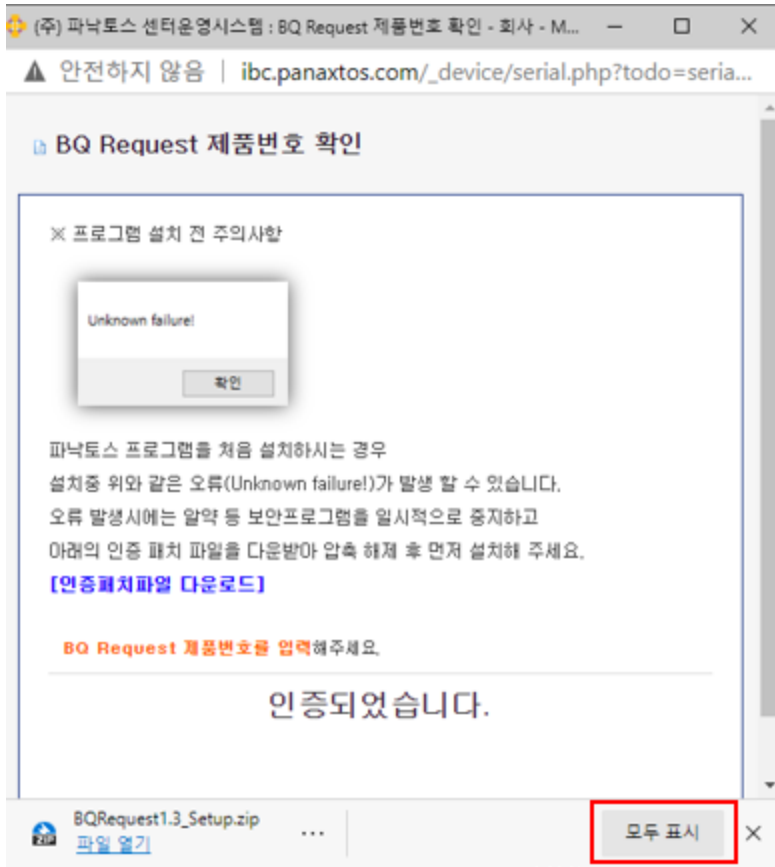 (주) 파낙토스 센터운영시스템 : BQ Request 제품번호 확인 - 회사 - M...
안전하지 않음 | ibc.panaxtos.com/_device/serial.php?todo=seria...
BQ Request 제품번호 확인
※ 프로그램 설치 전 주의사항
Unknown failure!
확인
파낙토스 프로그램을 처음 설치하시는 경우
설치중 위와 같은 오류(Unknown failure!)가 발생 할 수 있습니다.
오류 발생시에는 알약 등 보안프로그램을 일시적으로 중지하고
아래의 인증 패치 파일을 다운받아 압축 해제 후 먼저 설치해 주세요.
[인증패치파일 다운로드]
BQ Request 제품번호를 입력해주세요.
인증되었습니다.
BQRequest1.3_Setup.zip
파일 열기
...
모두 표시
ZIP